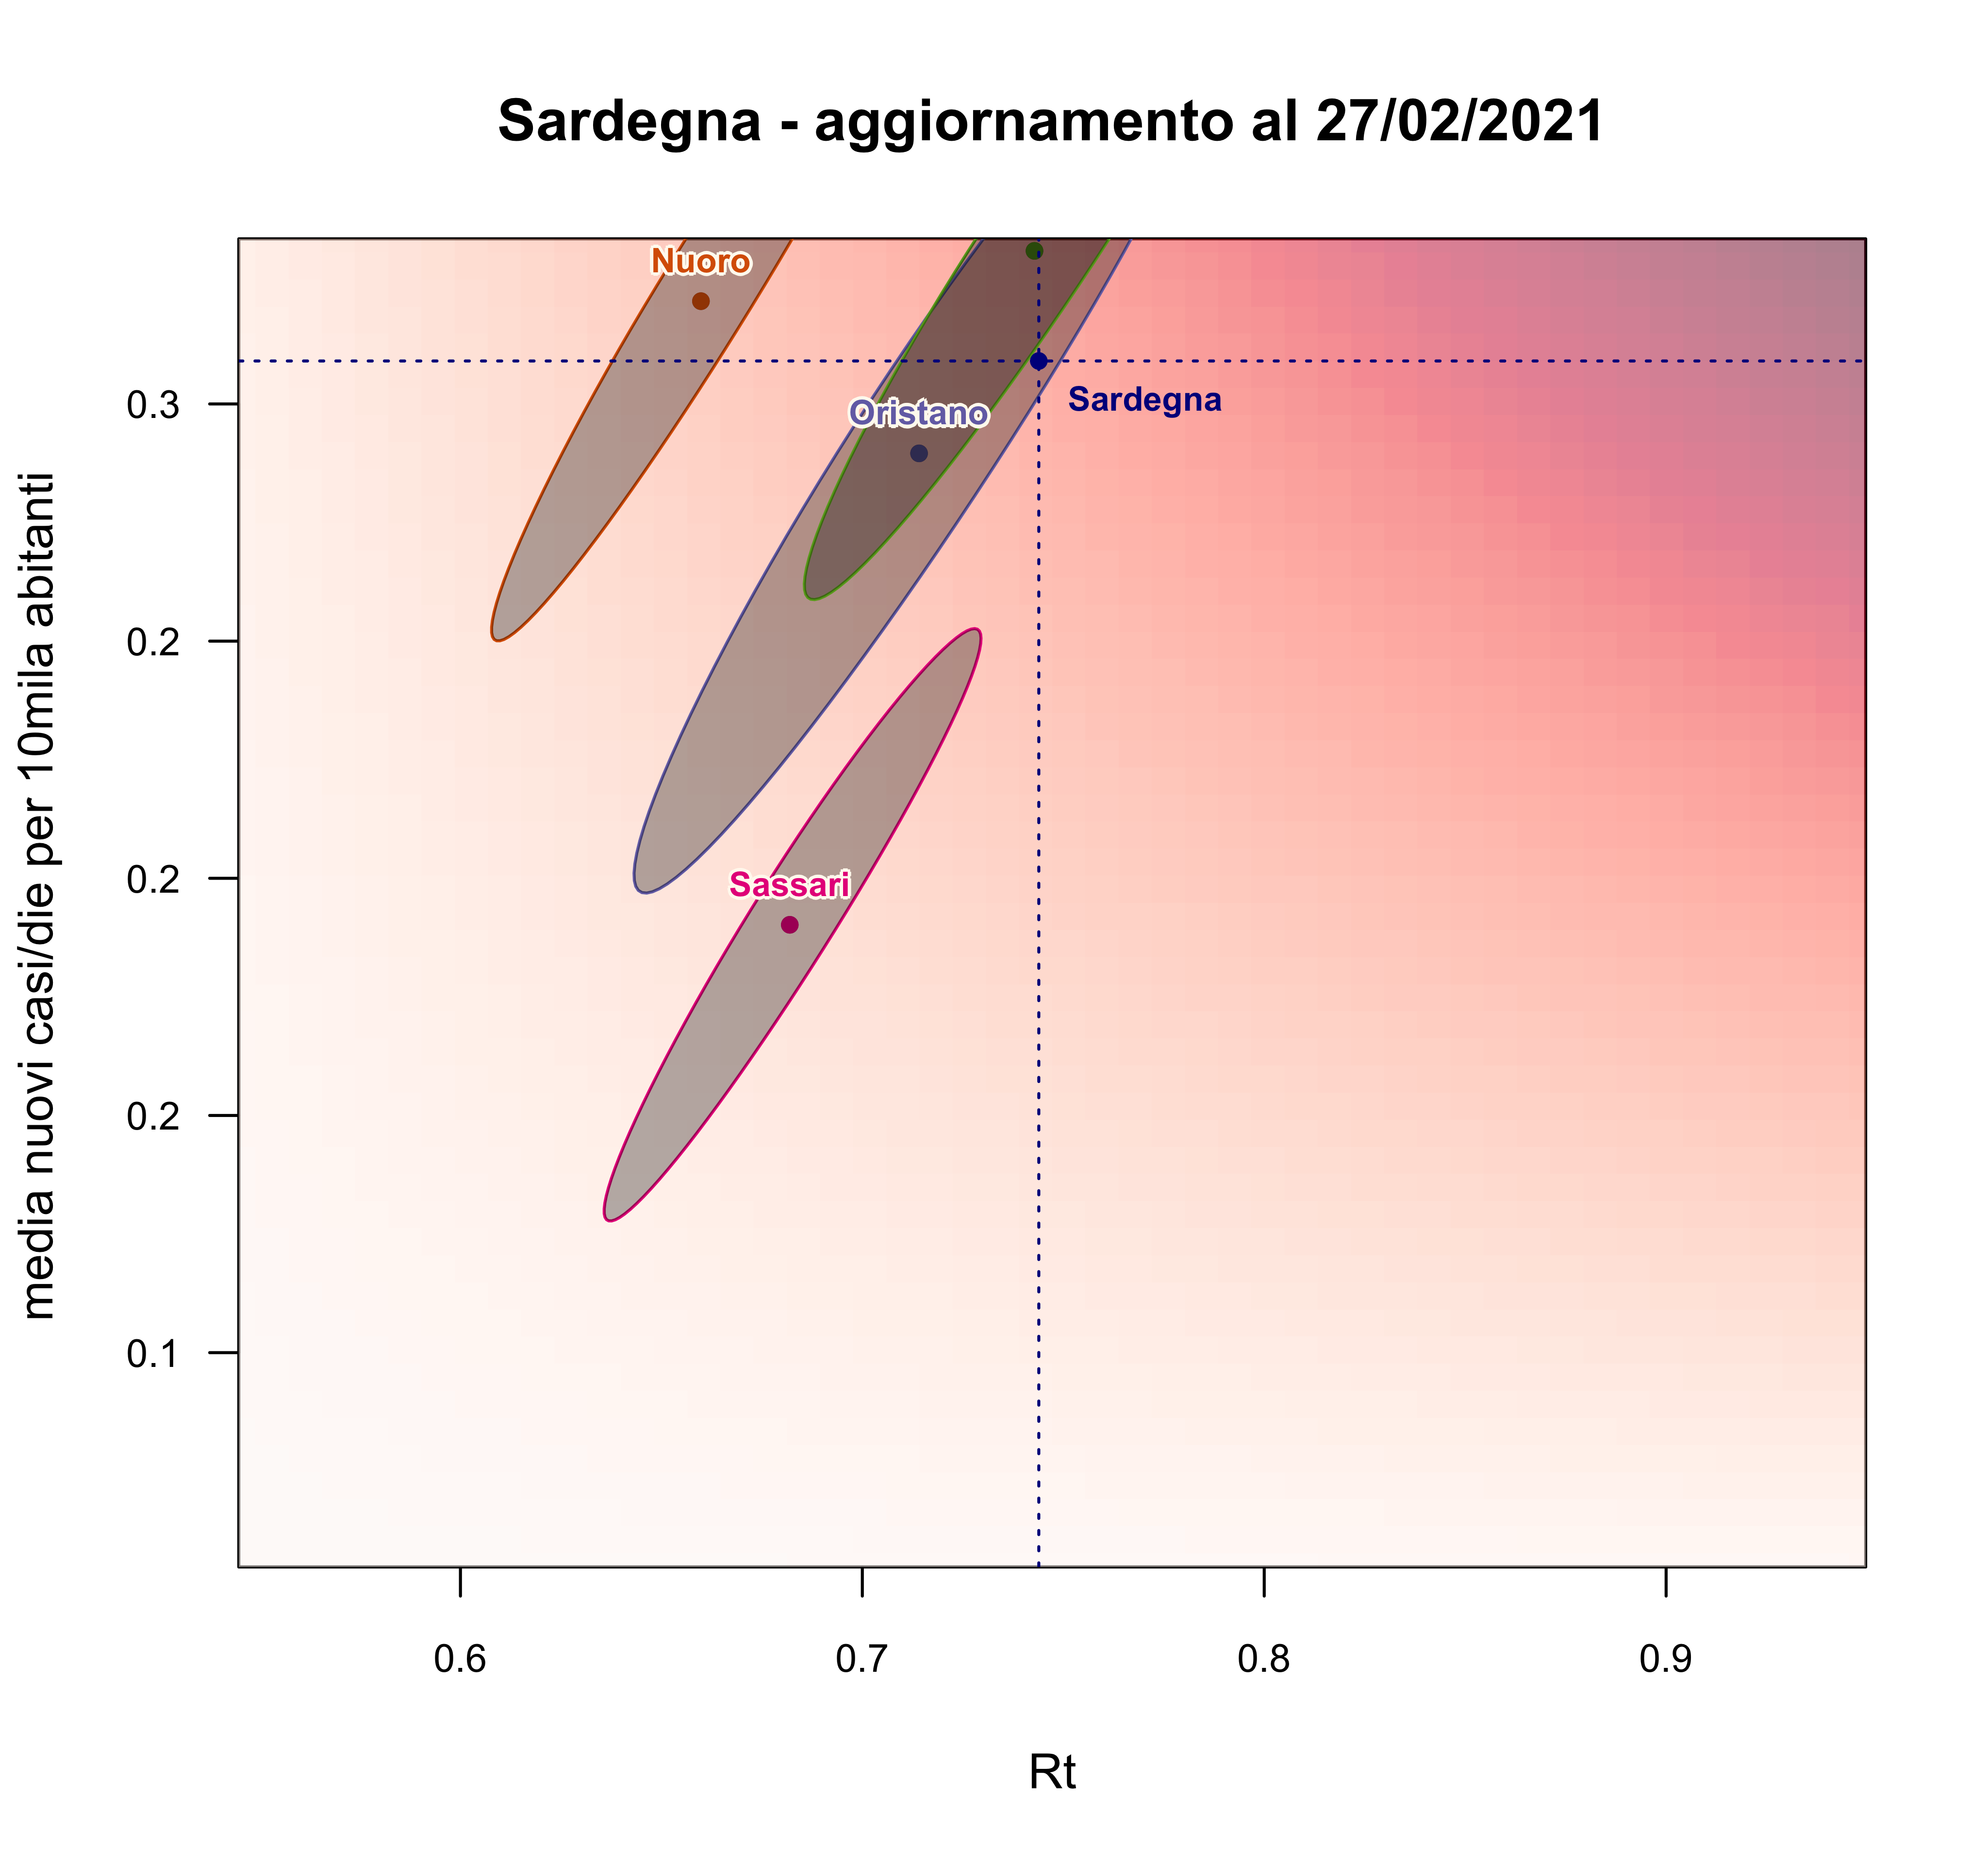 Sardegna - aggiornamento al 27/02/2021
media nuovi casi/die per 10mila abitanti
0.3
0.2
0.2
0.2
0.1
Nuoro
Oristano
Sardegna
Sassari
0.6 0.7 0.8 0.9
Rt